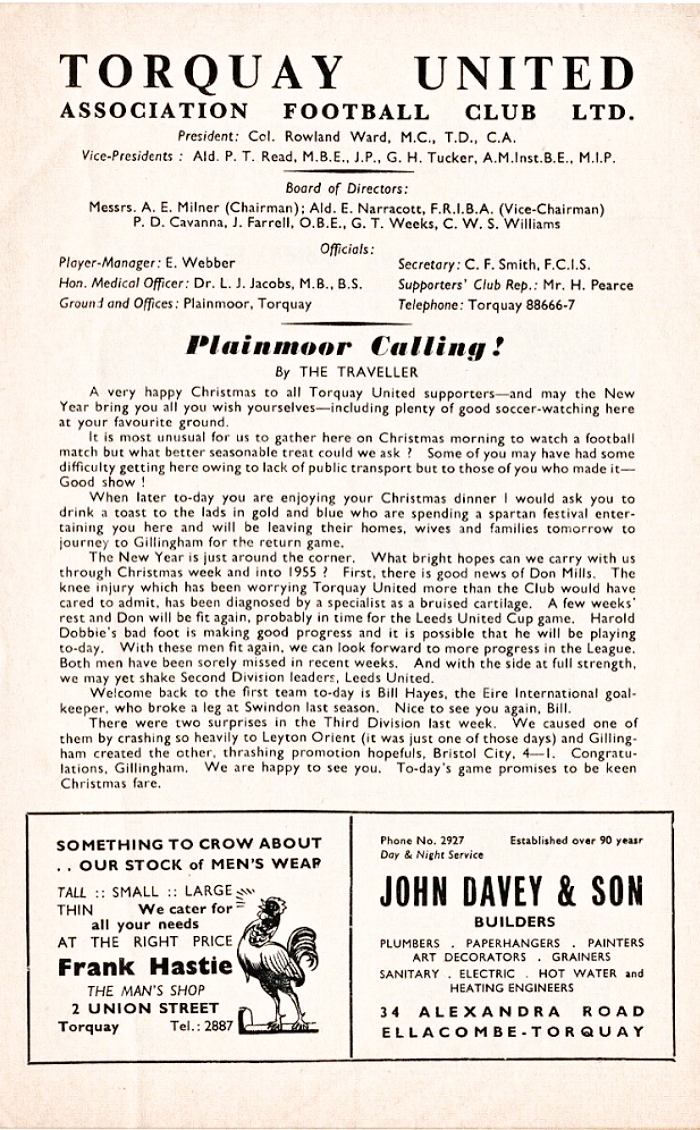 TORQUAY UNITED
ASSOCIATION FOOTBALL CLUB LTD.
President: Col. Rowland Ward, M.C., T.D., C.A.
Vice-Presidents : Ald. P. T. Read, M.B.E., J.P., G. H. Tucker, A.M.Inst.B.E., M.I.P.
Board of Directors:
Messrs. A. E. Milner (Chairman); Ald. E. Narracott, F.R.I.B.A. (Vice-Chairman)
P. D. Cavanna, J. Farrell, O.B.E., G. T. Weeks, C. W. S. Williams
Officials:
Player-Manager: E. Webber
Secretary: C. F. Smith, F.C.I.S.
Hon. Medical Officer: Dr. L. J. Jacobs, M.B., B.S.
Supporters' Club Rep.: Mr. H. Pearce
Ground and Offices: Plainmoor, Torquay
Telephone: Torquay 88666-7
Plainmoor Calling!
By THE TRAVELLER
A very happy Christmas to all Torquay United supporters—and may the New
Year bring you all you wish yourselves—including plenty of good soccer-watching here
at your favourite ground.
It is most unusual for us to gather here on Christmas morning to watch a football
match but what better seasonable treat could we ask ? Some of you may have had some
difficulty getting here owing to lack of public transport but to those of you who made it—
Good show !
When later to-day you are enjoying your Christmas dinner I would ask you to
drink a toast to the lads in gold and blue who are spending a spartan festival enter-
taining you here and will be leaving their homes, wives and families tomorrow to
journey to Gillingham for the return game.
The New Year is just around the corner. What bright hopes can we carry with us
through Christmas week and into 1955 ? First, there is good news of Don Mills. The
knee injury which has been worrying Torquay United more than the Club would have
cared to admit, has been diagnosed by a specialist as a bruised cartilage. A few weeks'
rest and Don will be fit again, probably in time for the Leeds United Cup game. Harold
Dobbie's bad foot is making good progress and it is possible that he will be playing
to-day. With these men fit again, we can look forward to more progress in the League.
Both men have been sorely missed in recent weeks. And with the side at full strength,
we may yet shake Second Division leaders, Leeds United.
Welcome back to the first team to-day is Bill Hayes, the Eire International goal-
keeper, who broke a leg at Swindon last season. Nice to see you again, Bill.
There were two surprises in the Third Division last week. We caused one of
them by crashing so heavily to Leyton Orient (it was just one of those days) and Gilling-
ham created the other, thrashing promotion hopefuls, Bristol City, 4—1. Congratu-
lations, Gillingham. We are happy to see you. To-day's game promises to be keen
Christmas fare.
SOMETHING TO CROW ABOUT
. . OUR STOCK of MEN'S WEAR
TALL :: SMALL :: LARGE
THIN We cater for
all your needs
AT THE RIGHT PRICE
Frank Hastie
THE MAN'S SHOP
2 UNION STREET
Torquay Tel.: 2887
Phone No. 2927 Established over 90 yeasr
Day & Night Service
JOHN DAVEY & SON
BUILDERS
PLUMBERS . PAPERHANGERS . PAINTERS
ART DECORATORS . GRAINERS
SANITARY . ELECTRIC . HOT WATER and
HEATING ENGINEERS
34 ALEXANDRA ROAD
ELLACOMBE-TORQUAY